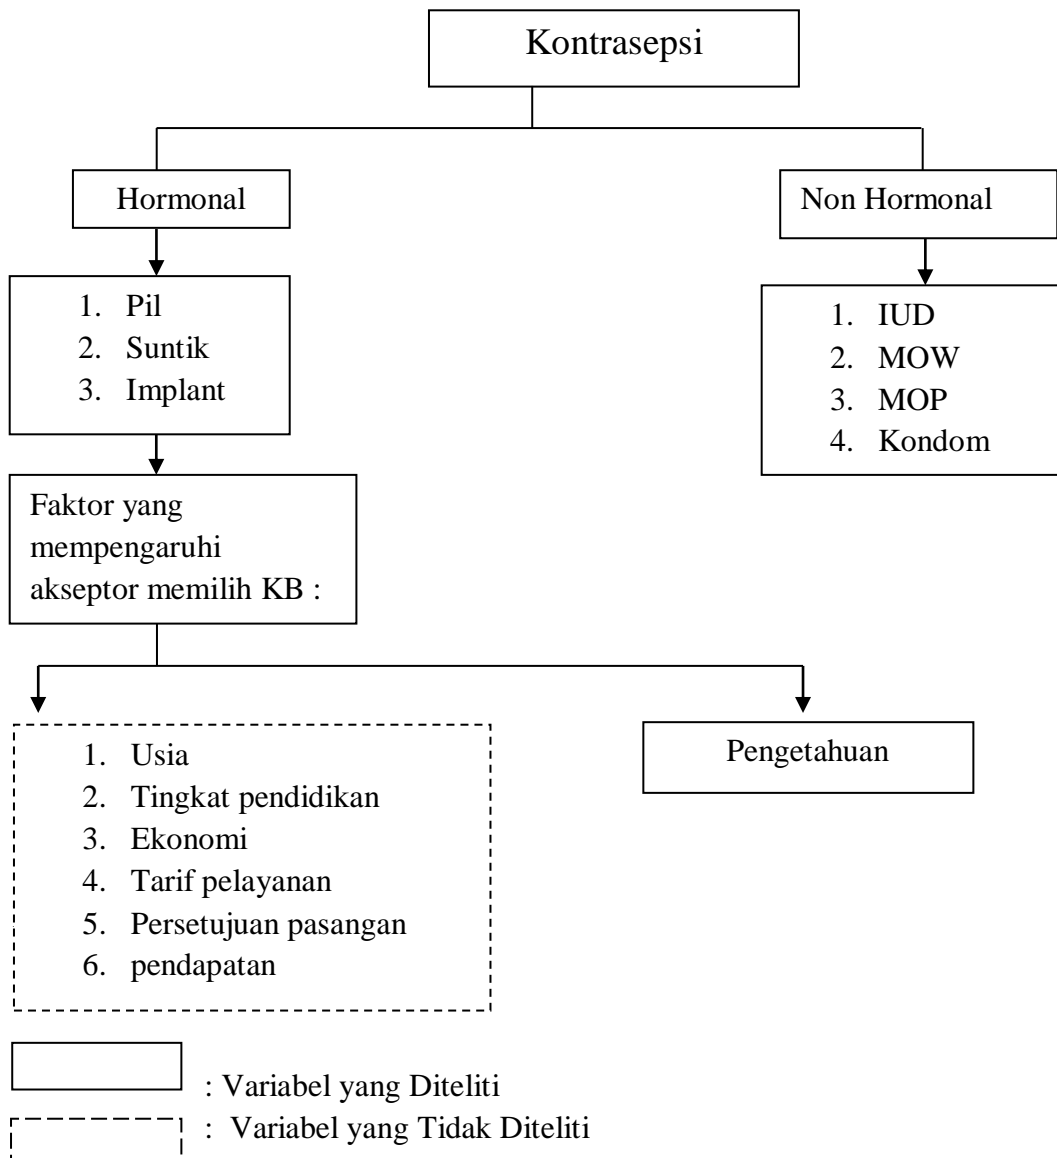 Kontrasepsi
Hormonal
Non Hormonal
1. Pil
2. Suntik
3. Implant
1. IUD
2. MOW
3. MOP
4. Kondom
Faktor yang
mempengaruhi
akseptor memilih KB :
1. Usia
2. Tingkat pendidikan
3. Ekonomi
4. Tarif pelayanan
5. Persetujuan pasangan
6. pendapatan
Pengetahuan
: Variabel yang Diteliti
: Variabel yang Tidak Diteliti